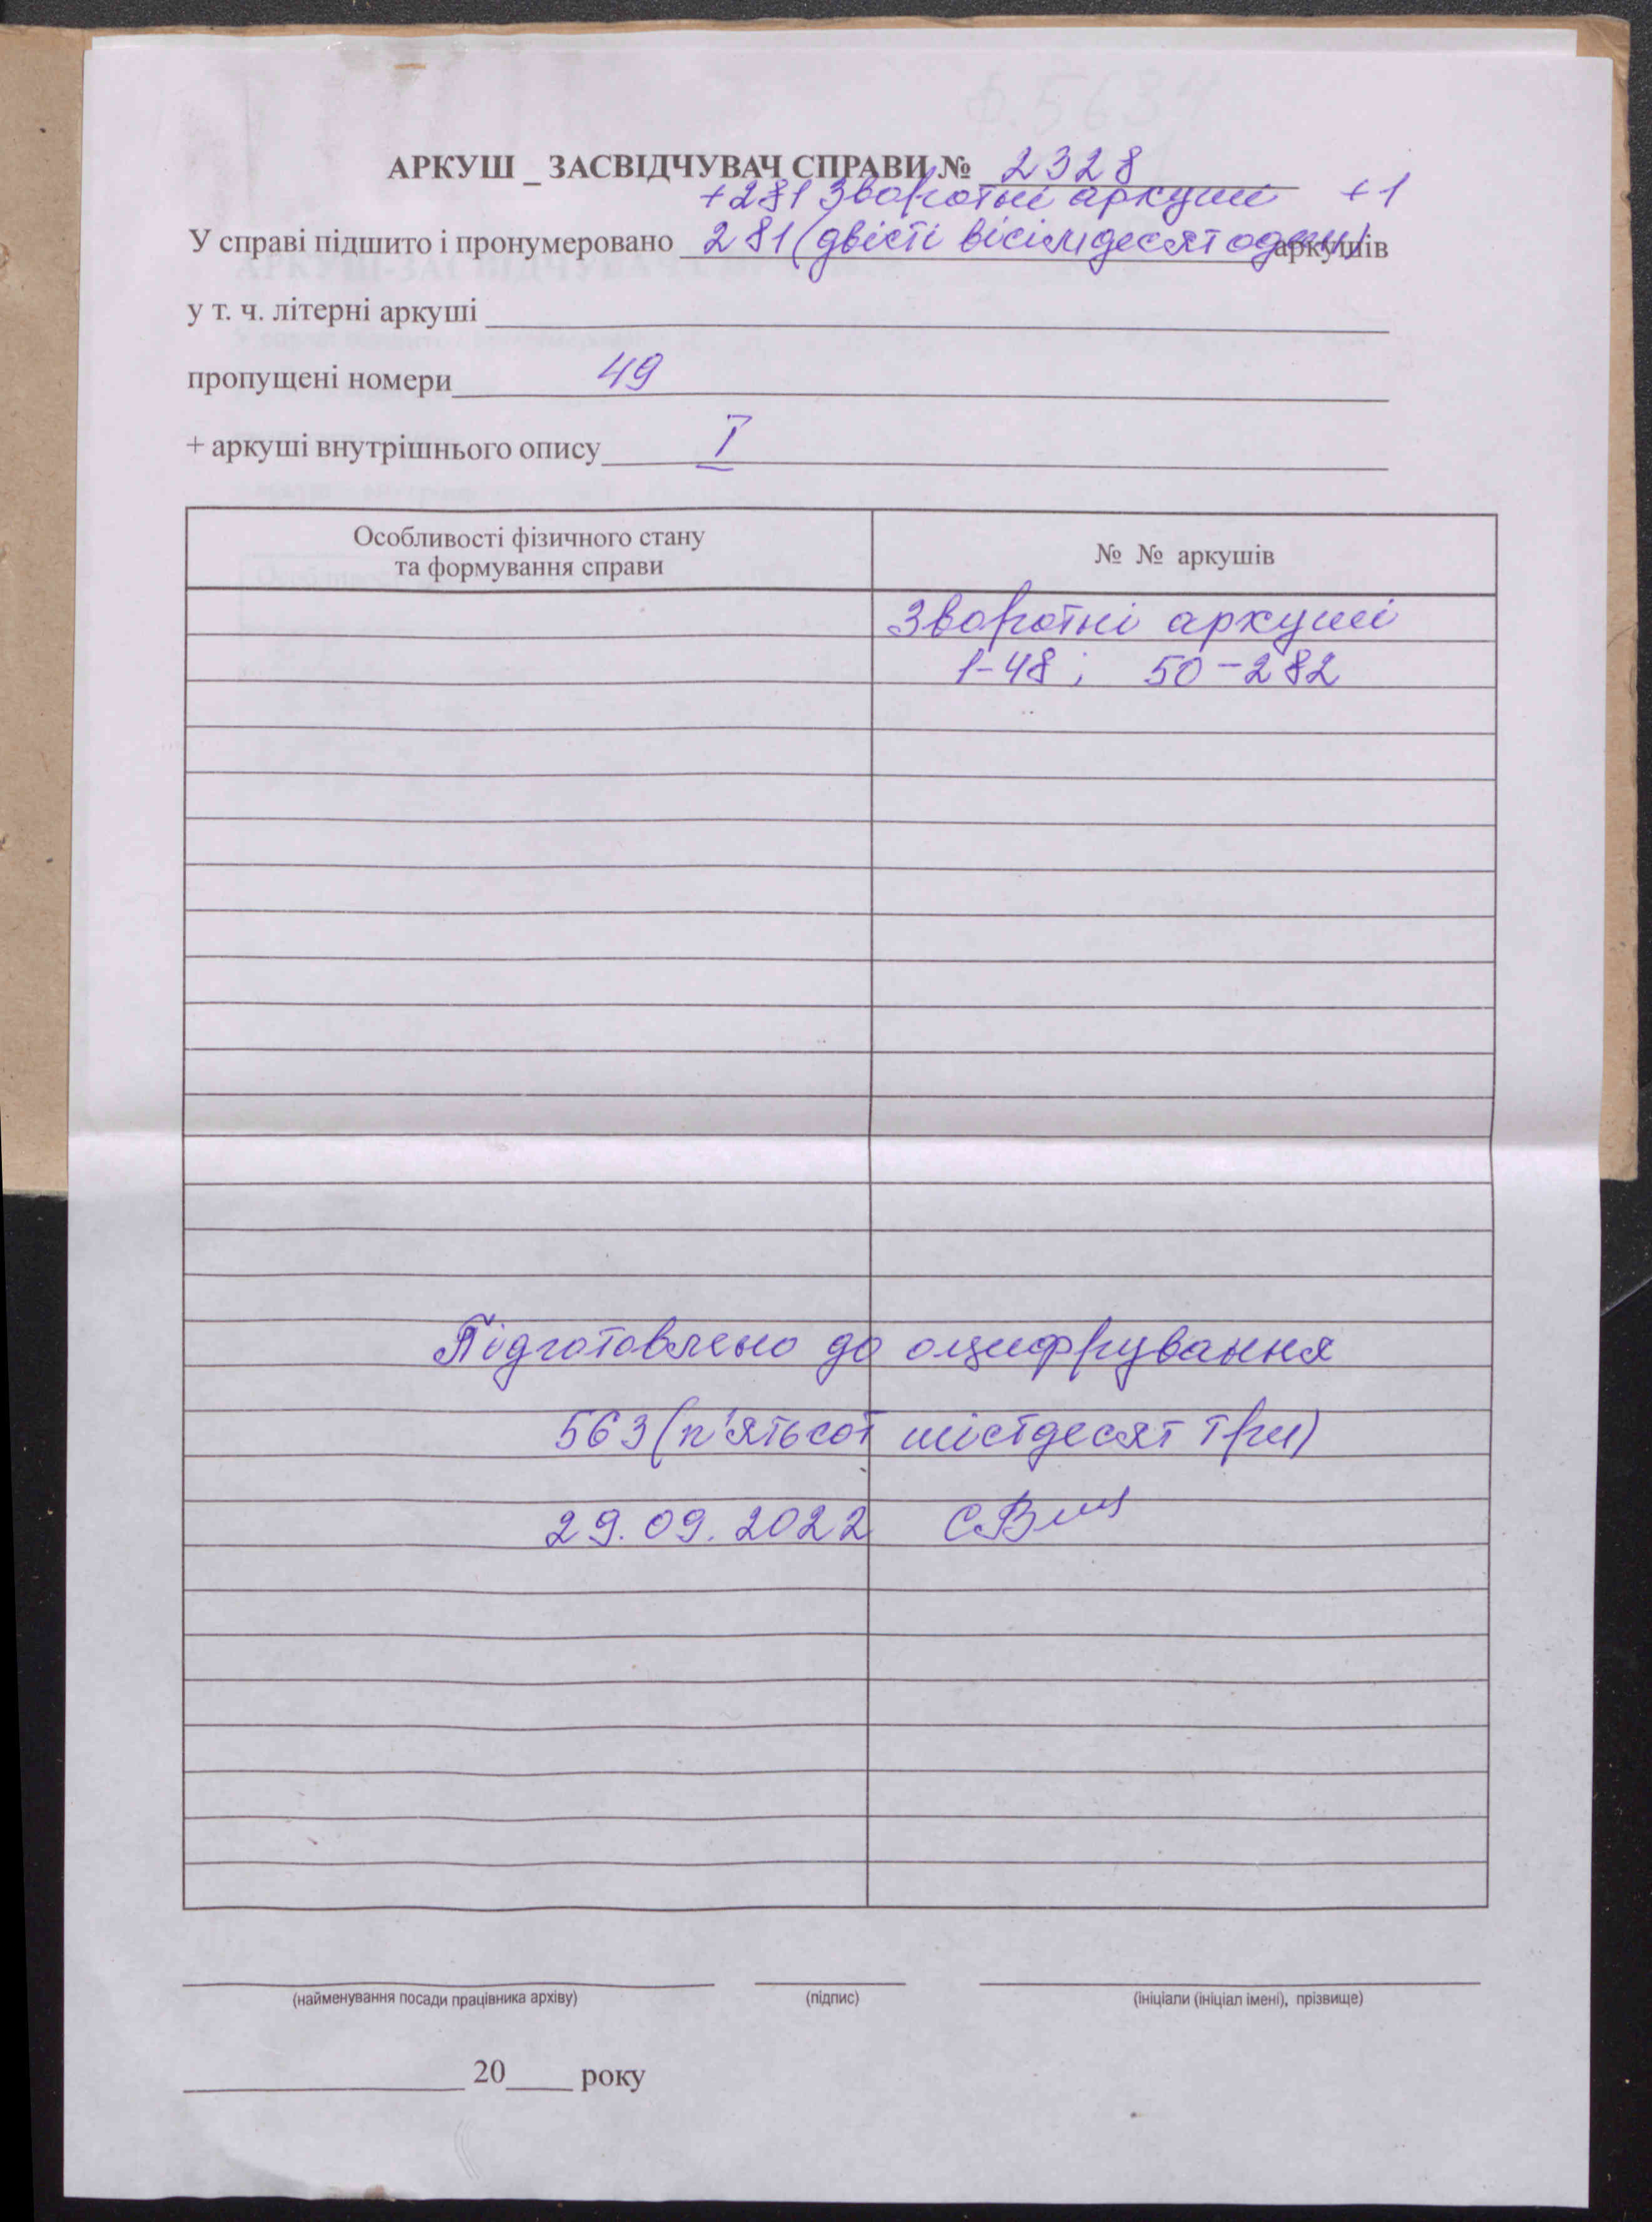 ф. 5634
АРКУШ _ ЗАСВІДЧУВАЧ СПРАВИ № 2328
+281 Зворотні аркуші +1
У справі підшито і пронумеровано 281 (двісті вісімдесят один) аркушів
у т. ч. літерні аркуші
пропущені номери 49
+ аркуші внутрішнього опису I
Особливості фізичного стану
та формування справи
№ № аркушів
Зворотні аркуші
1-48; 50-282
Підготовлено до оцифрування
563 (п'ятьсот шістдесят три)
29.09.2022
(найменування посади працівника архіву) (підпис) (ініціали (ініціал імені), прізвище)
20 року